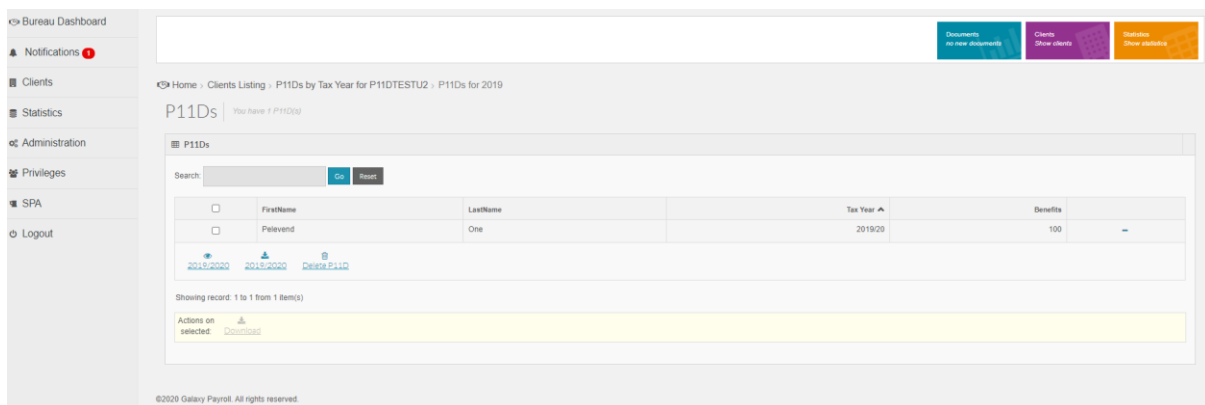 Bureau Dashboard
Notifications 1
Clients
Statistics
Administration
Privileges
SPA
Logout
Documents
no new documents
Clients
Show clients
Statistics
Show statistics
Home > Clients Listing > P11Ds by Tax Year for P11DTESTU2 > P11Ds for 2019
P11Ds You have 1 P11D(s)
P11Ds
Search: Go Reset
FirstName LastName Tax Year Benefits
Pelevend One 2019/20 100
2019/2020 2019/2020 Delete P11D
Showing record: 1 to 1 from 1 item(s)
Actions on
selected: Download
©2020 Galaxy Payroll. All rights reserved.